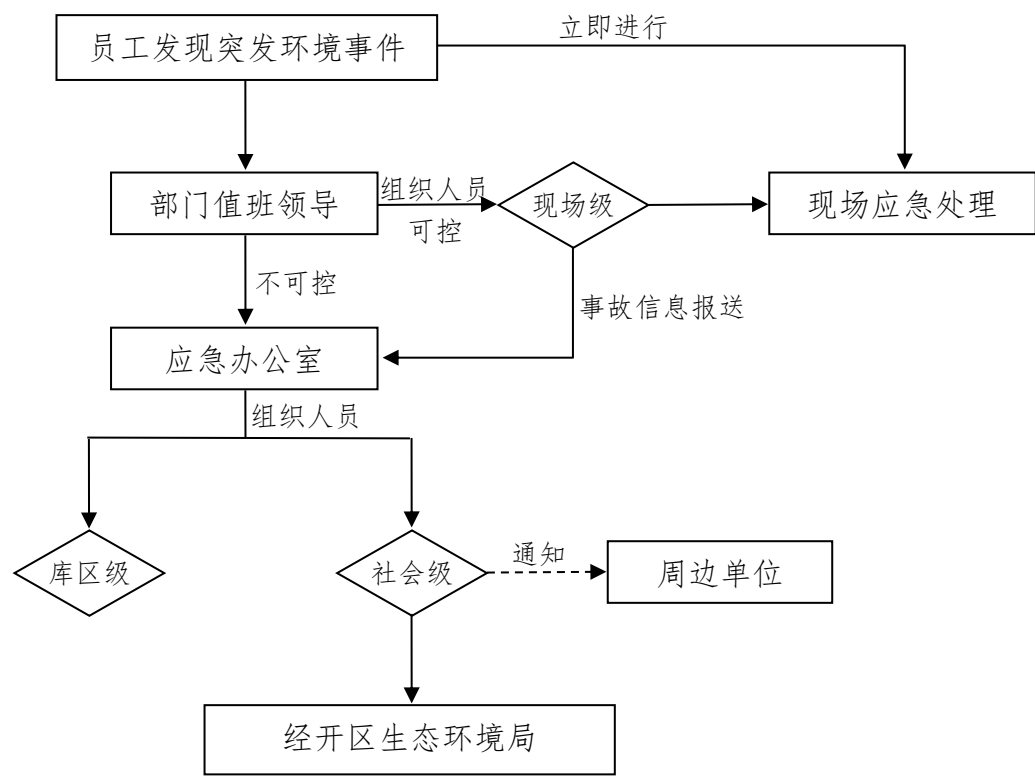 员工发现突发环境事件
立即进行
部门值班领导
组织人员
可控
现场级
现场应急处理
不可控
事故信息报送
应急办公室
组织人员
库区级
社会级
通知
周边单位
经开区生态环境局